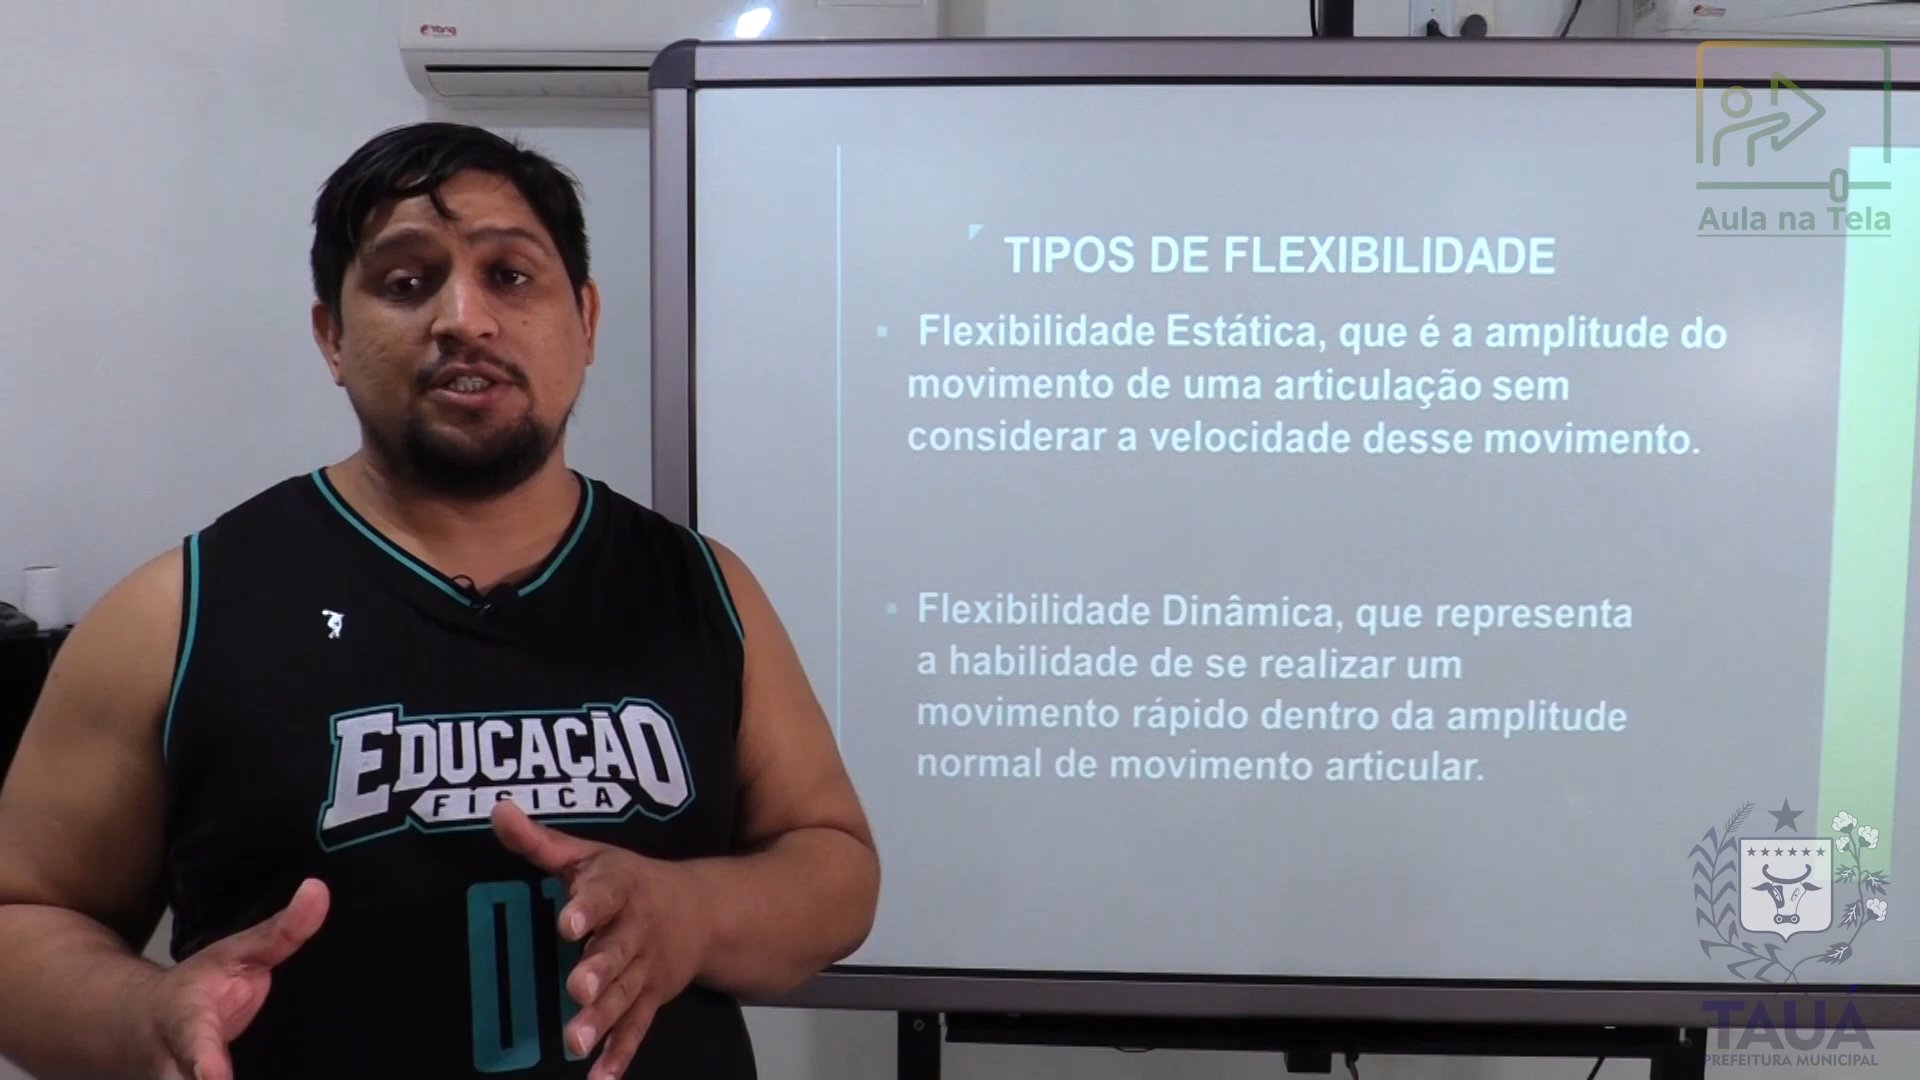 Yang
Aula na Tela
TIPOS DE FLEXIBILIDADE
Flexibilidade Estática, que é a amplitude do
movimento de uma articulação sem
considerar a velocidade desse movimento.
Flexibilidade Dinâmica, que representa
a habilidade de se realizar um
movimento rápido dentro da amplitude
normal de movimento articular.
EDUCAÇÃO
FÍSICA
01
TAUÁ
PREFEITURA MUNICIPAL